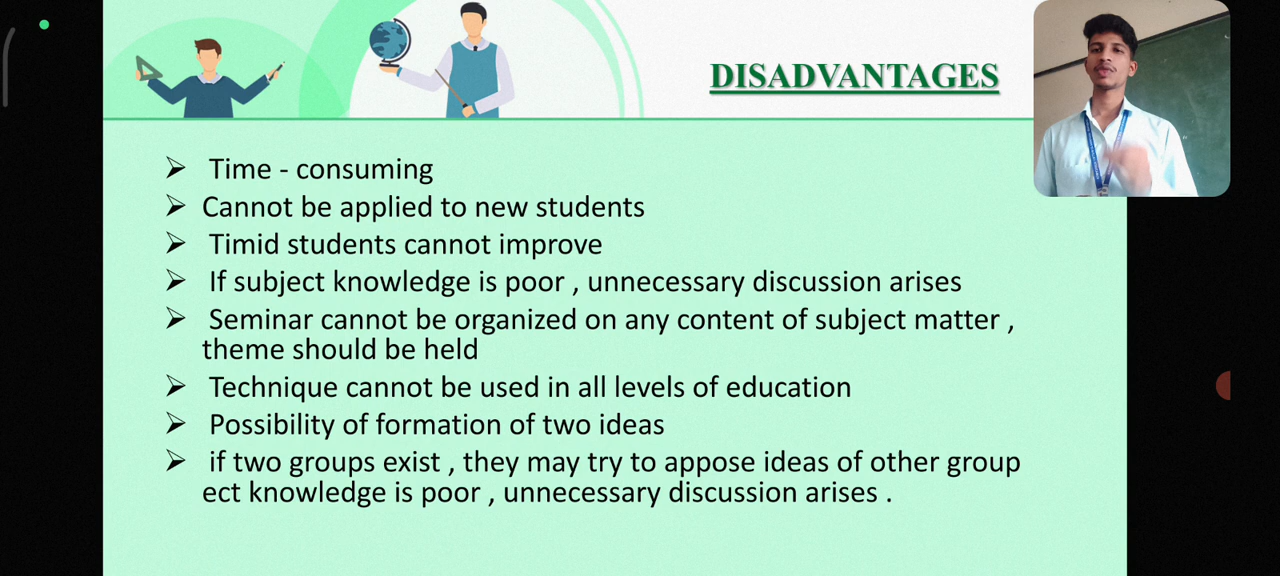 DISADVANTAGES
➢ Time - consuming
➢ Cannot be applied to new students
➢ Timid students cannot improve
➢ If subject knowledge is poor , unnecessary discussion arises
➢ Seminar cannot be organized on any content of subject matter ,
theme should be held
➢ Technique cannot be used in all levels of education
➢ Possibility of formation of two ideas
➢ if two groups exist , they may try to appose ideas of other group
ect knowledge is poor , unnecessary discussion arises .